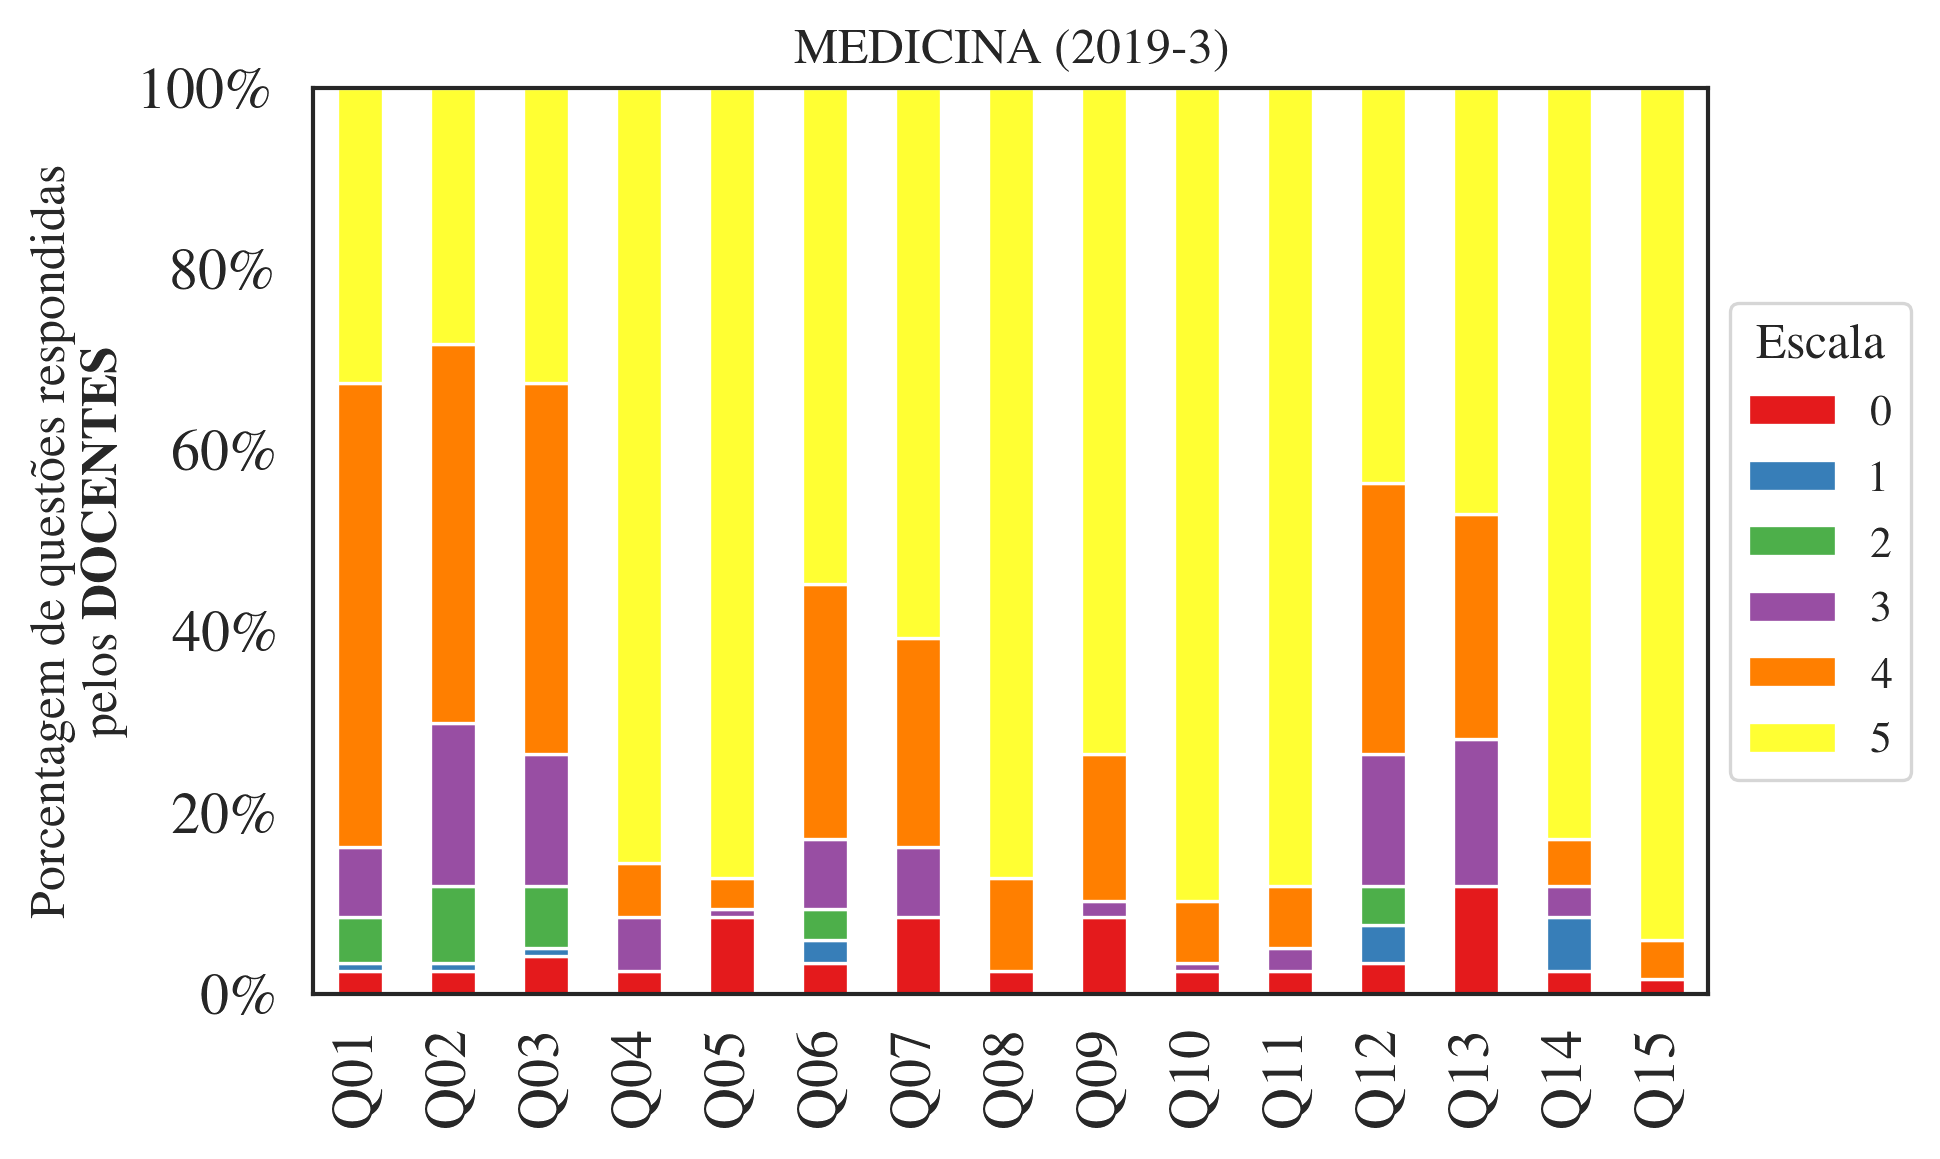 MEDICINA (2019-3)
Porcentagem de questões respondidas
pelos DOCENTES
100%
80%
60%
40%
20%
0%
Q01
Q02
Q03
Q04
Q05
Q06
Q07
Q08
Q09
Q10
Q11
Q12
Q13
Q14
Q15
Escala
0
1
2
3
4
5